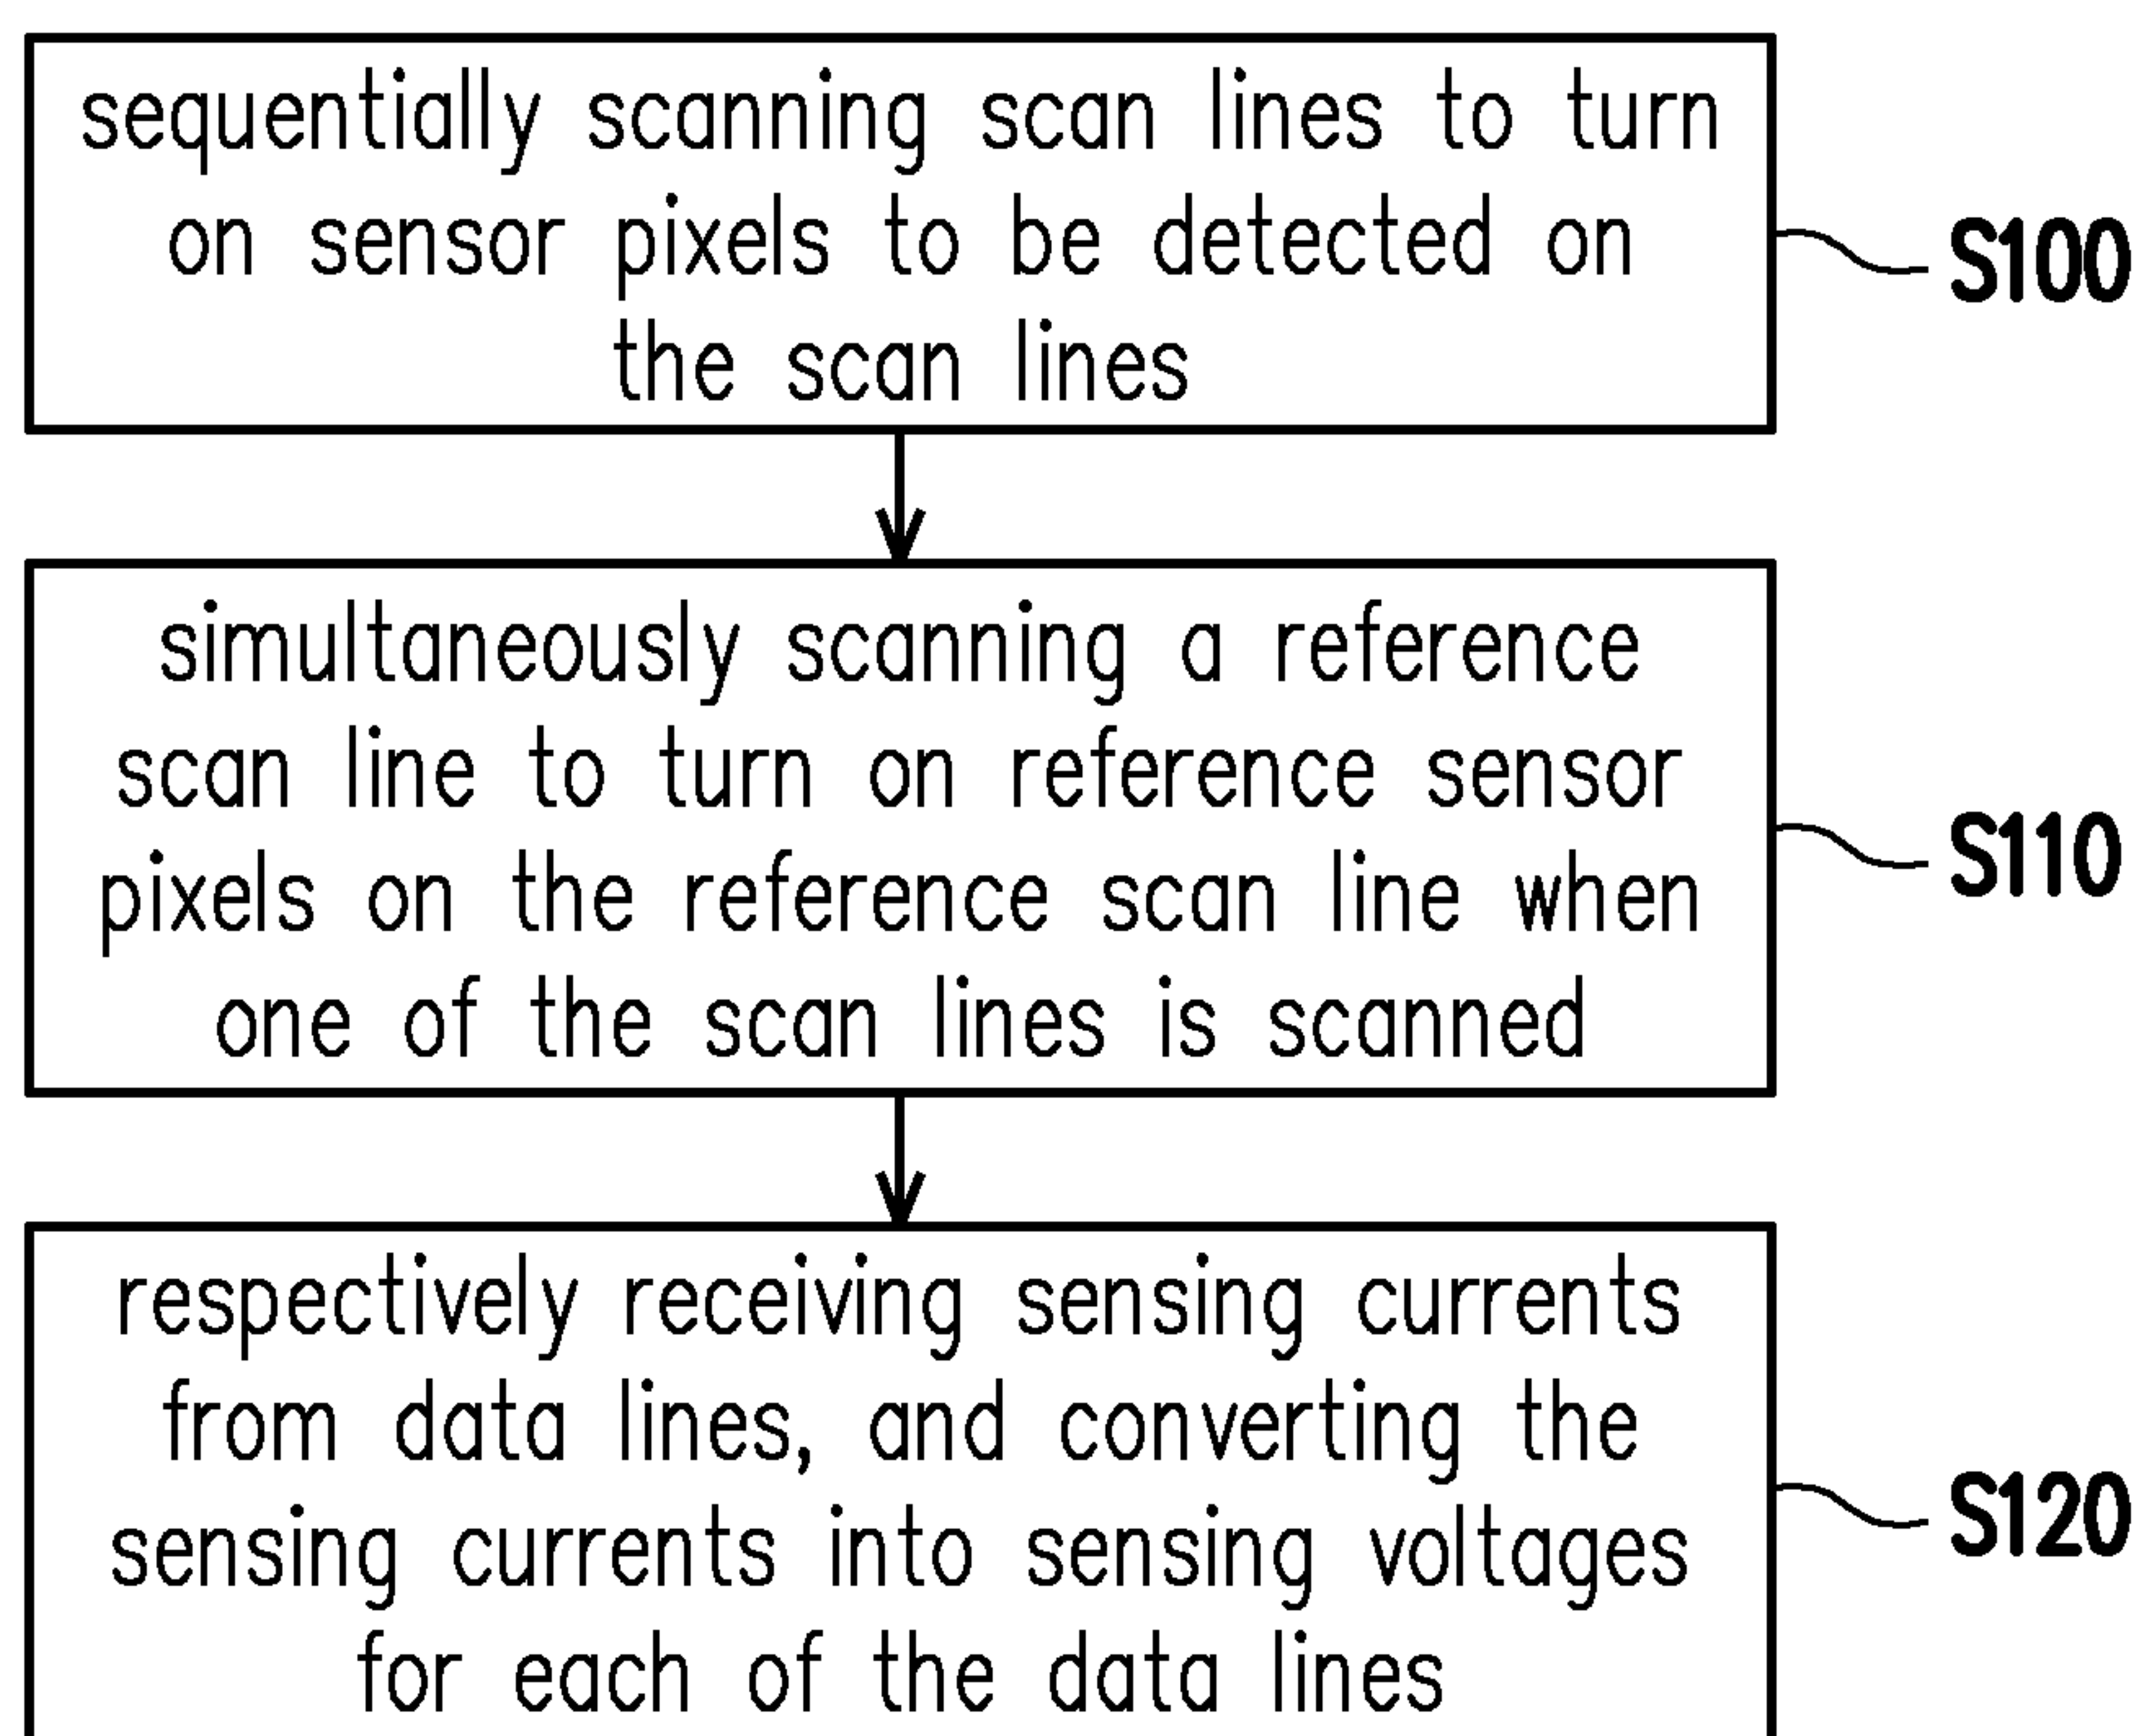 sequentially scanning scan lines to turn
on sensor pixels to be detected on
the scan lines
S100
simultaneously scanning a reference
scan line to turn on reference sensor
pixels on the reference scan line when
one of the scan lines is scanned
S110
respectively receiving sensing currents
from data lines, and converting the
sensing currents into sensing voltages
for each of the data lines
S120